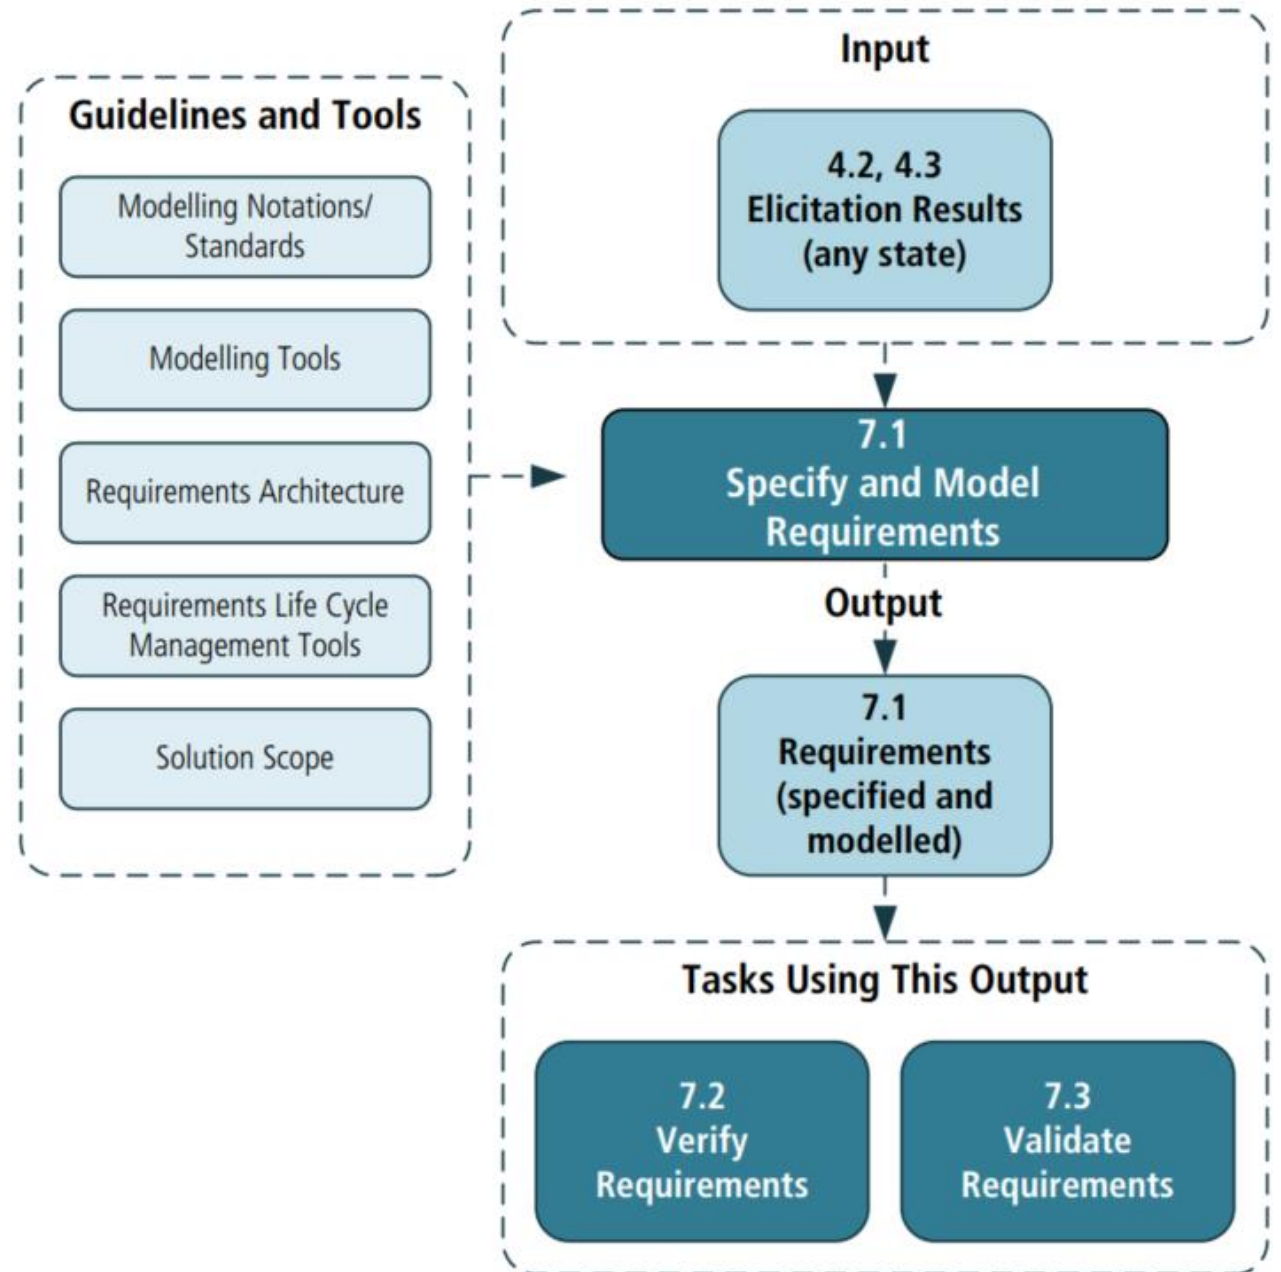 Guidelines and Tools
Modelling Notations/
Standards
Modelling Tools
Requirements Architecture
Requirements Life Cycle
Management Tools
Solution Scope
Input
4.2, 4.3
Elicitation Results
(any state)
7.1
Specify and Model
Requirements
Output
7.1
Requirements
(specified and
modelled)
Tasks Using This Output
7.2
Verify
Requirements
7.3
Validate
Requirements